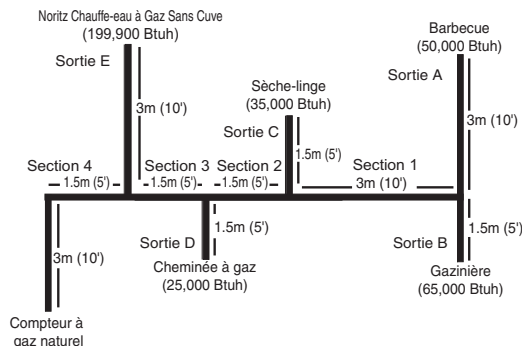 Noritz Chauffe-eau à Gaz Sans Cuve
(199,900 Btuh)
Sortie E
3m (10')
Barbecue
(50,000 Btuh)
Sortie A
3m (10')
Sèche-linge
(35,000 Btuh)
Sortie C
1.5m (5')
Section 4
1.5m (5')
Section 3
1.5m (5')
Section 2
1.5m (5')
Section 1
3m (10')
3m (10')
Compteur à
gaz naturel
1.5m (5')
Sortie D
Cheminée à gaz
(25,000 Btuh)
1.5m (5')
Sortie B
Gazinière
(65,000 Btuh)